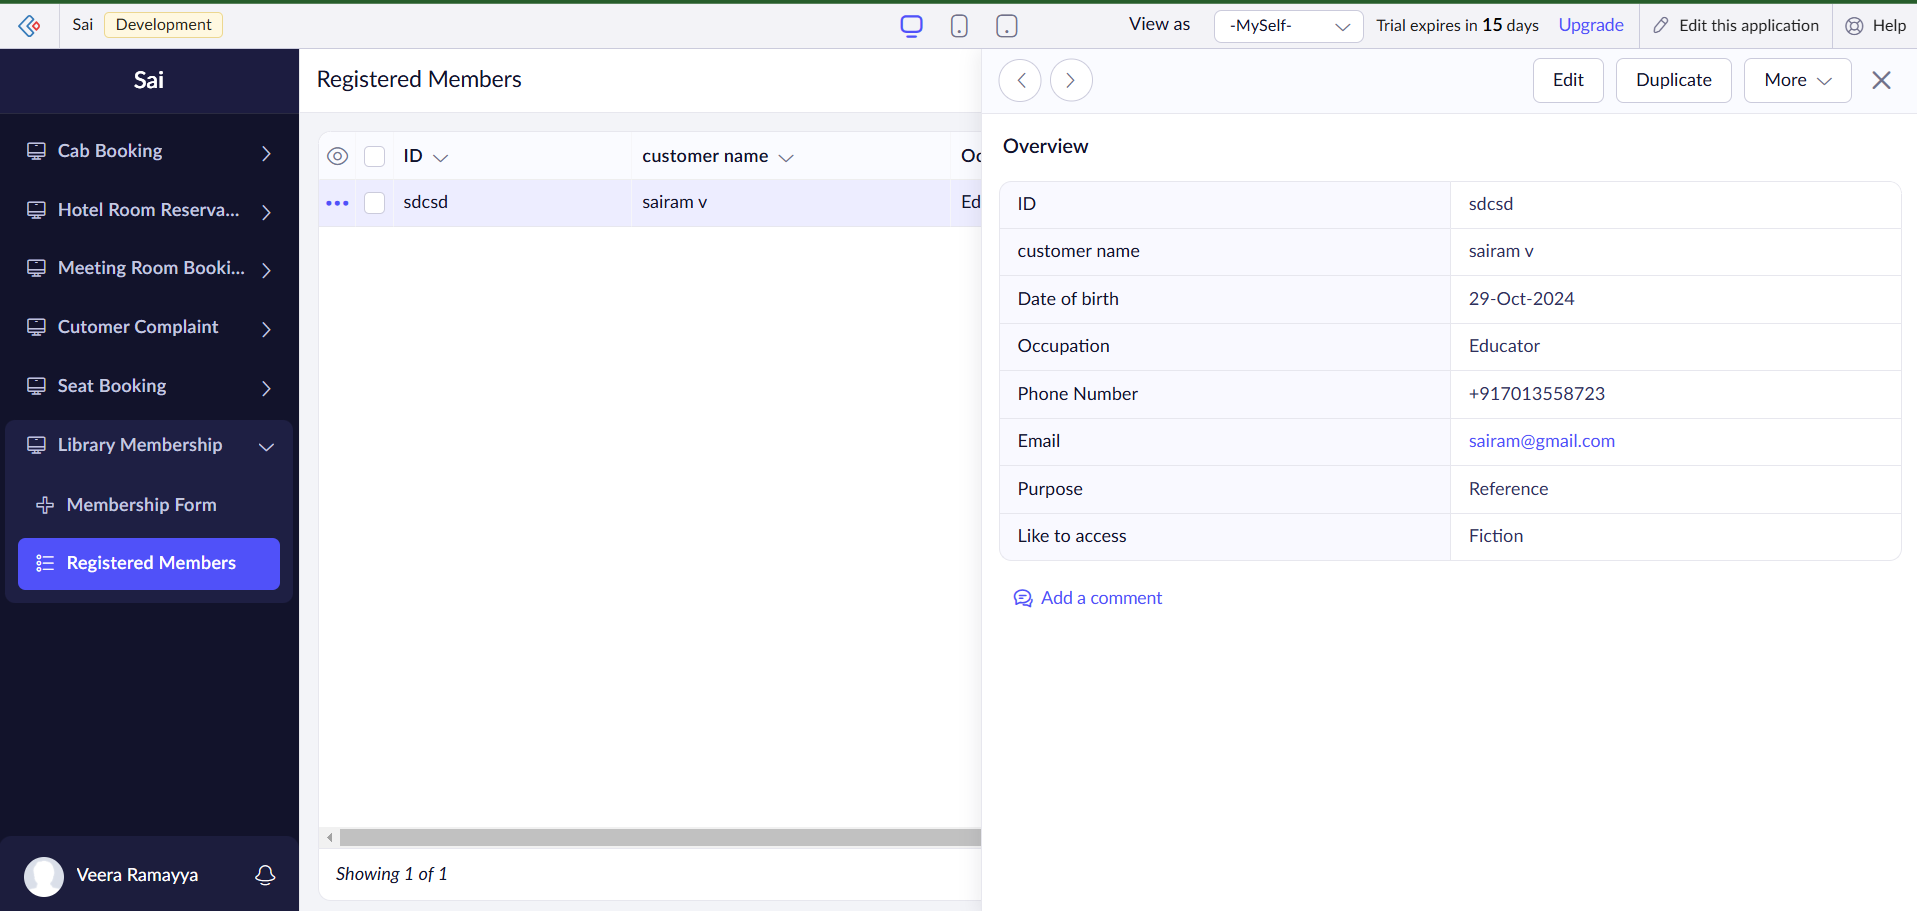 Sai Development View as -MySelf- Trial expires in 15 days Upgrade Edit this application Help
Sai
Cab Booking
Hotel Room Reserva...
Meeting Room Booki...
Cutomer Complaint
Seat Booking
Library Membership
Membership Form
Registered Members
Veera Ramayya
Registered Members
ID customer name Oc
sdcsd sairam v Ed
Showing 1 of 1
Edit Duplicate More
Overview
ID sdcsd
customer name sairam v
Date of birth 29-Oct-2024
Occupation Educator
Phone Number +917013558723
Email sairam@gmail.com
Purpose Reference
Like to access Fiction
Add a comment